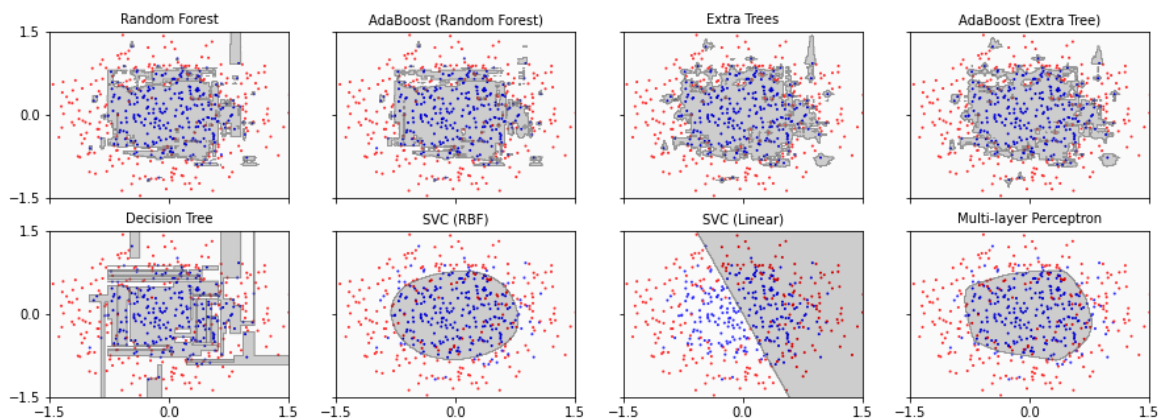 Random Forest
AdaBoost (Random Forest)
Extra Trees
AdaBoost (Extra Tree)
1.5
0.0
−1.5
Decision Tree
SVC (RBF)
SVC (Linear)
Multi-layer Perceptron
1.5
0.0
−1.5
−1.5 0.0 1.5
−1.5 0.0 1.5
−1.5 0.0 1.5
−1.5 0.0 1.5